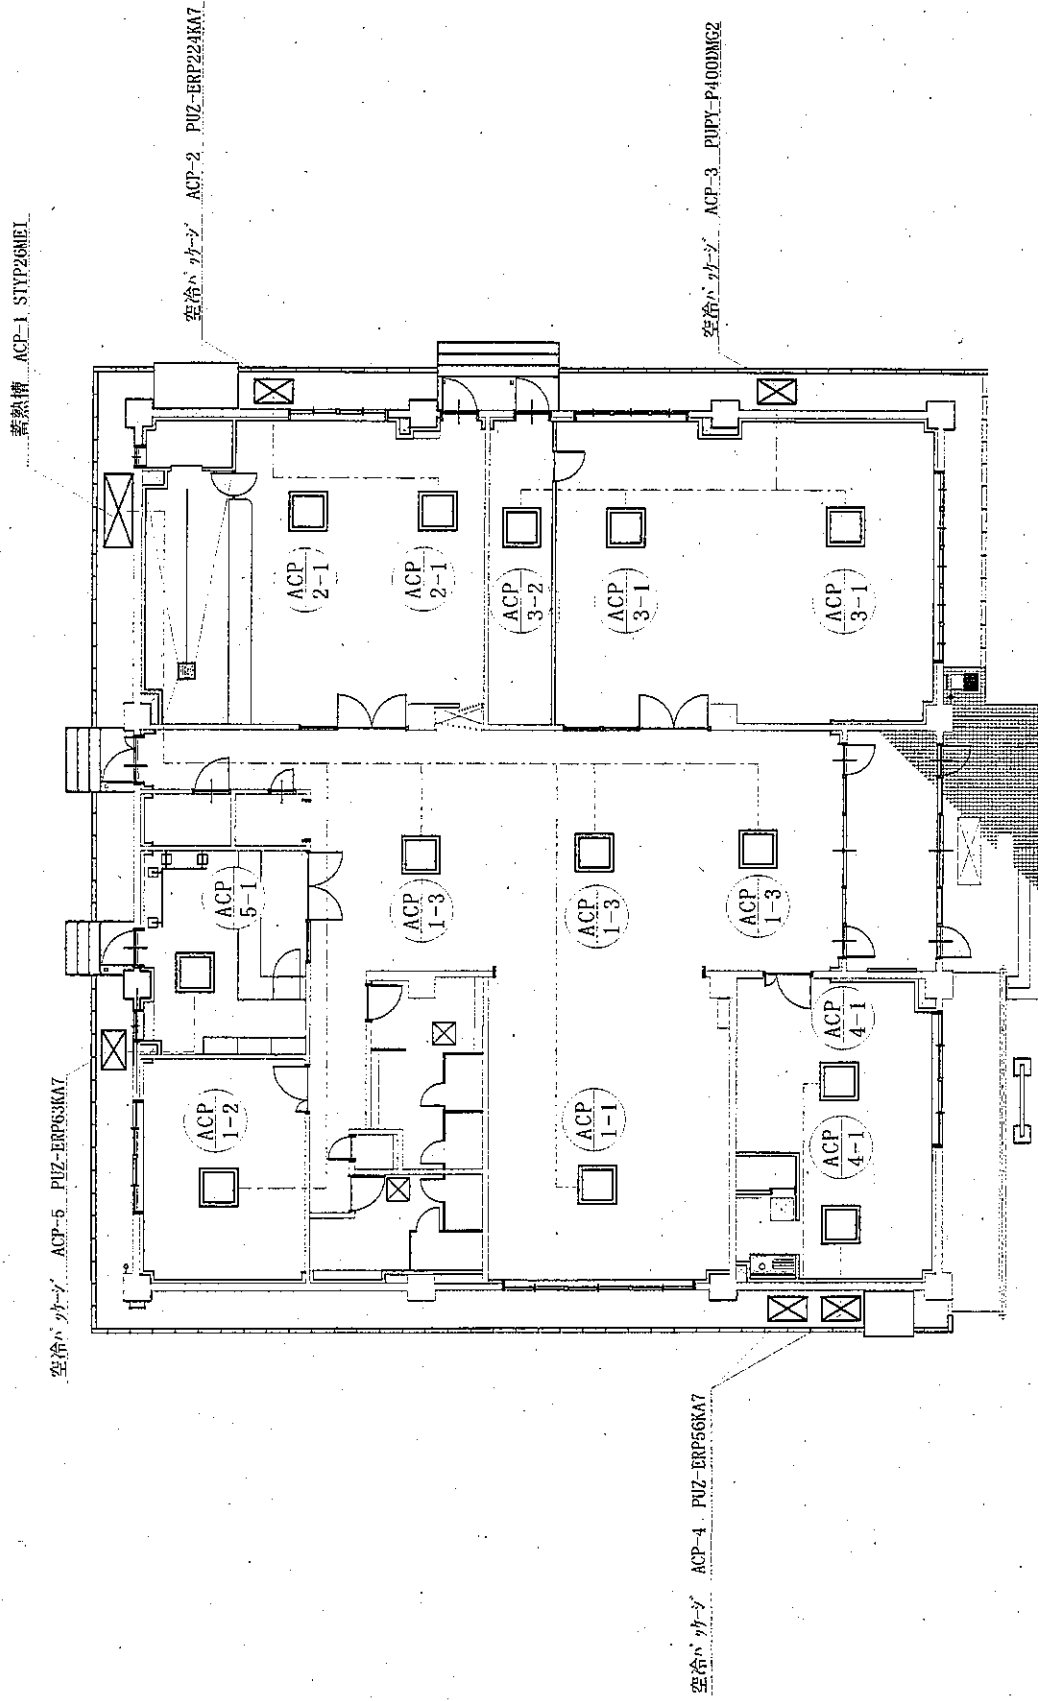 蓄熱槽 ACP-1 STYP26MEI
空冷パッケージ ACP-2 PUZ-ERP224KA7
空冷パッケージ ACP-3 PUPY-P400DMG2
空冷パッケージ ACP-5 PUZ-ERP63KA7
空冷パッケージ ACP-4 PUZ-ERP56KA7
ACP
2-1
ACP
2-1
ACP
3-2
ACP
3-1
ACP
3-1
ACP
5-1
ACP
1-3
ACP
1-3
ACP
1-3
ACP
1-2
ACP
1-1
ACP
4-1
ACP
4-1